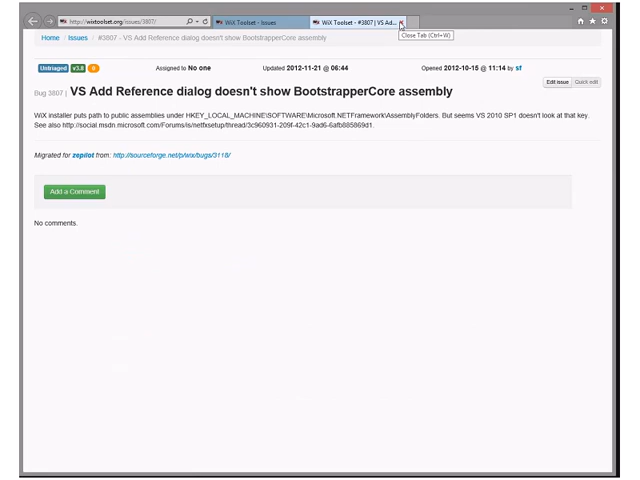 http://wixtoolset.org/issues/3807/
WiX Toolset - Issues
WiX Toolset - #3807 | VS Ad...
Close Tab (Ctrl+W)
Home / Issues / #3807 - VS Add Reference dialog doesn't show BootstrapperCore assembly
Untriaged v3.8 0 Assigned to No one Updated 2012-11-21 @ 06:44 Opened 2012-10-15 @ 11:14 by sf
Edit issue Quick edit
Bug 3807 | VS Add Reference dialog doesn't show BootstrapperCore assembly
WiX installer puts path to public assemblies under HKEY_LOCAL_MACHINE\SOFTWARE\Microsoft\.NETFramework\AssemblyFolders. But seems VS 2010 SP1 doesn't look at that key.
See also http://social.msdn.microsoft.com/Forums/is/netfxsetup/thread/3c960931-209f-42c1-9ad6-6afb885869d1.
Migrated for zepilot from: http://sourceforge.net/p/wix/bugs/3118/
Add a Comment
No comments.